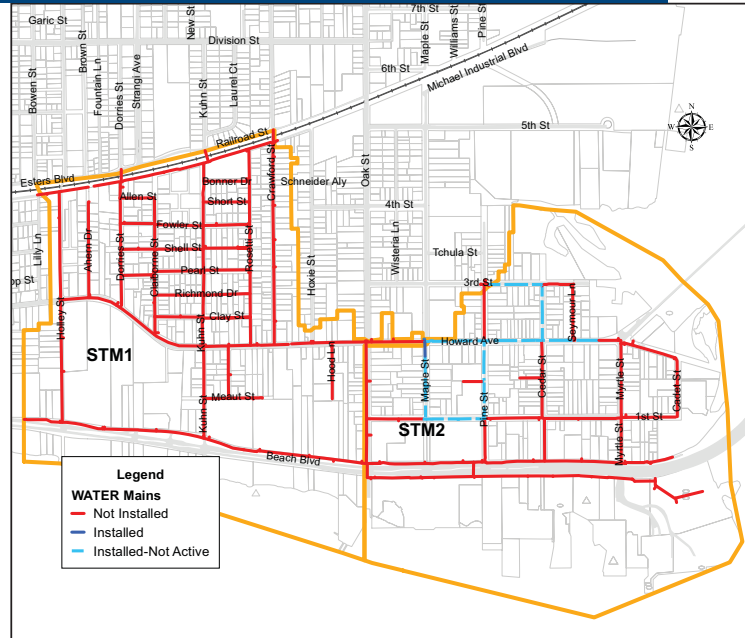 7th St
Garic St
Division St
6th St
Michael Industrial Blvd
5th St
Bowen St
Brown St
Fountain Ln
Dorries St
Strangi Ave
New St
Kuhn St
Laurel Ct
Maple St
Williams St
Pine St
N
W
E
S
Railroad St
Esters Blvd
Crawford St
Oak St
Bonner Dr
Schneider Aly
Allen St
Short St
4th St
Fowler St
Shell St
Pearl St
Richmond Dr
Clay St
Lilly Ln
Ahern Dr
Dorries St
Claiborne St
Rosetti St
Hoxie St
Wisteria Ln
Tchula St
op St
3rd St
Seymour Ln
Holley St
Kuhn St
Howard Ave
STM1
Hood Ln
Maple St
Pine St
Cedar St
Myrtle St
Cadet St
Meaut St
Kuhn St
1st St
STM2
Myrtle St
Beach Blvd
Legend
WATER Mains
Not Installed
Installed
Installed-Not Active